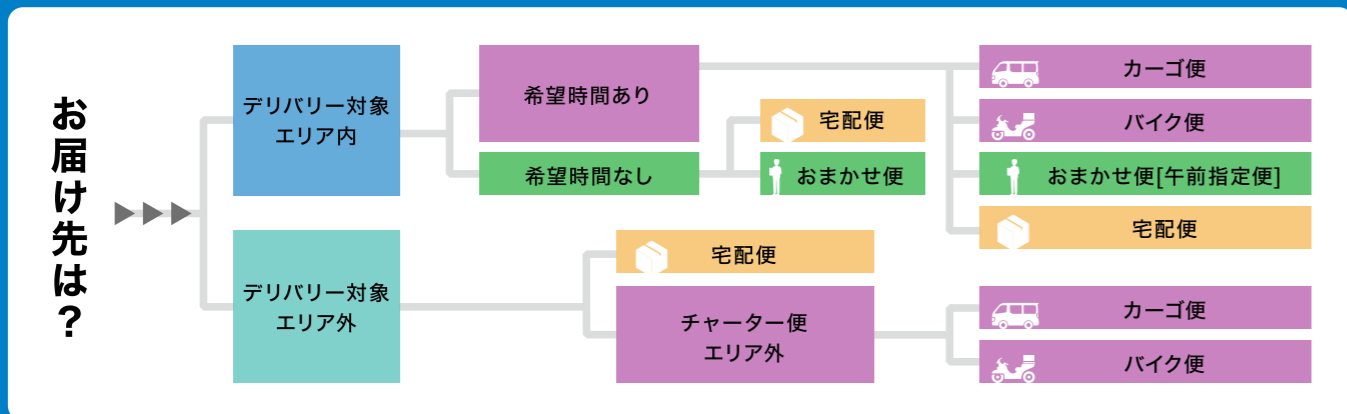 お届け先は？
デリバリー対象
エリア内
希望時間あり
カーゴ便
バイク便
おまかせ便[午前指定便]
宅配便
希望時間なし
宅配便
おまかせ便
デリバリー対象
エリア外
宅配便
チャーター便
エリア外
カーゴ便
バイク便